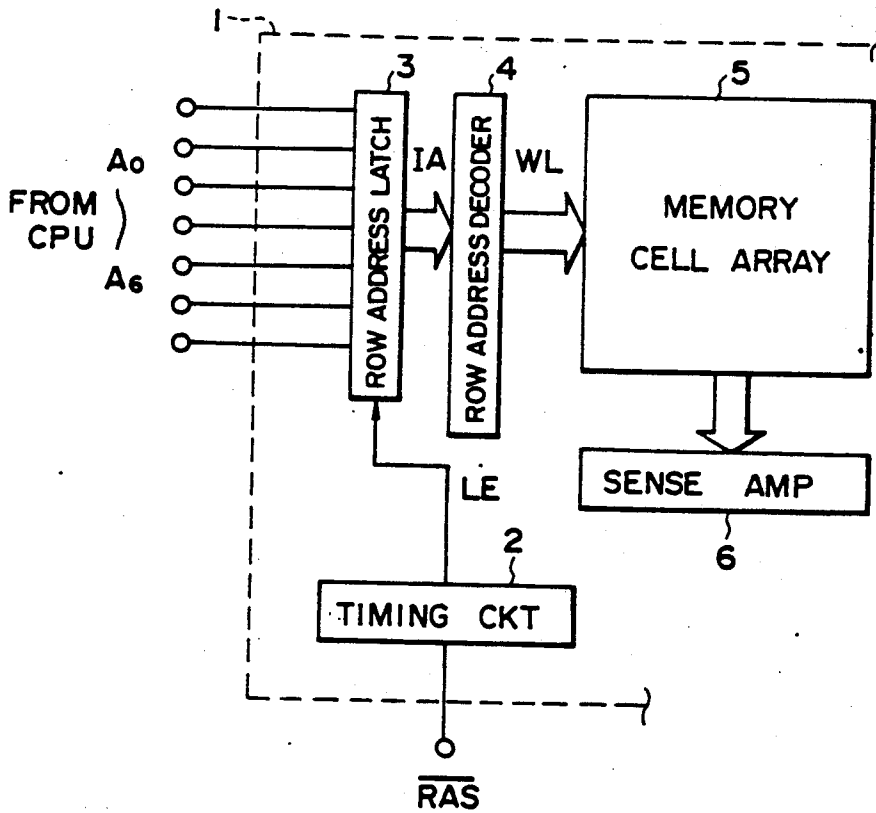 1
3
4
5
A0
FROM
CPU
A6
ROW ADDRESS LATCH
IA
ROW ADDRESS DECODER
WL
MEMORY
CELL ARRAY
LE
SENSE AMP
6
2
TIMING CKT
R̅A̅S̅